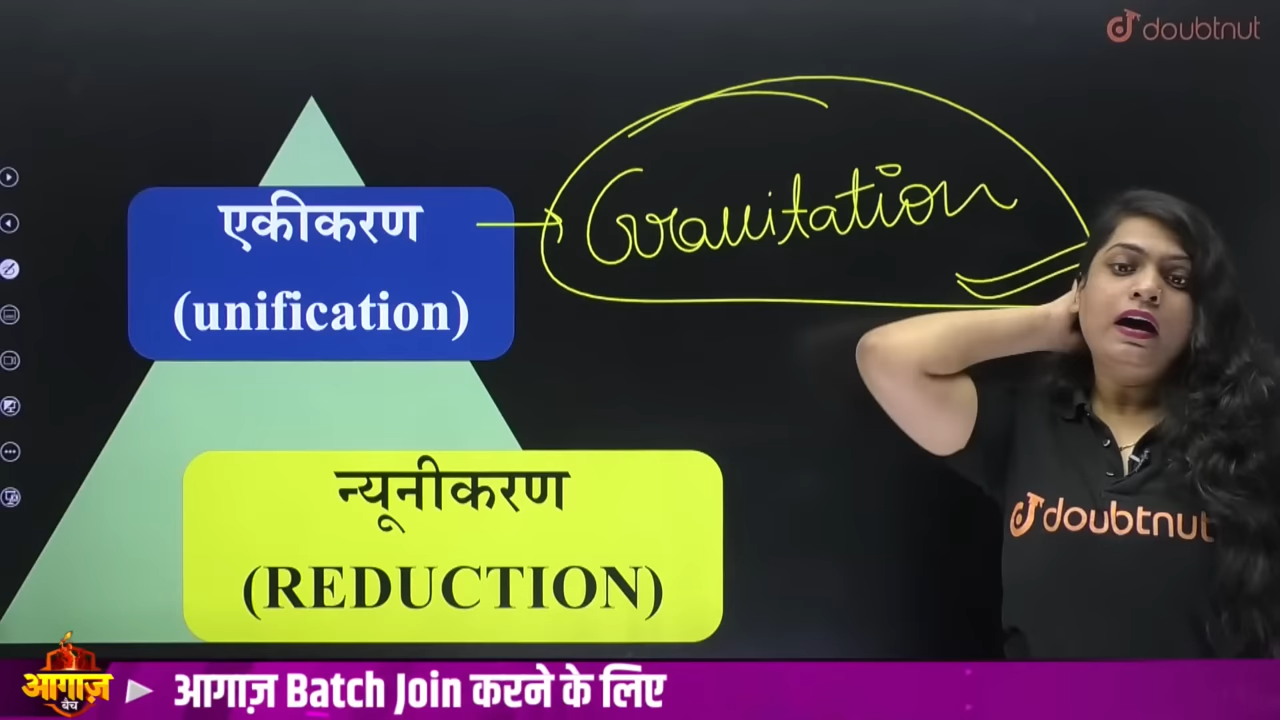 doubtnut
एकीकरण
(unification)
Gravitation
न्यूनीकरण
(REDUCTION)
doubtnut
आगाज़
बैच
आगाज़ Batch Join करने के लिए